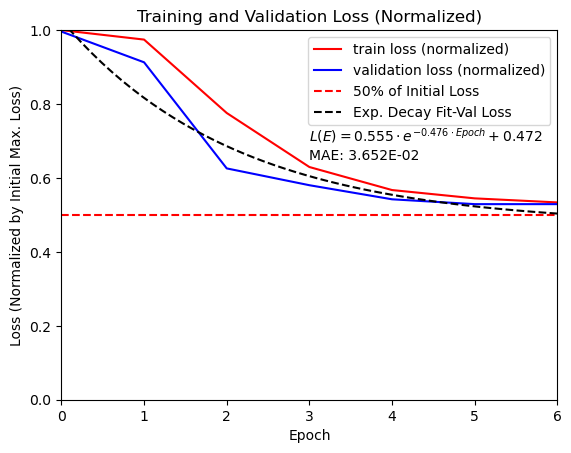 Training and Validation Loss (Normalized)
Loss (Normalized by Initial Max. Loss)
1.0
0.8
0.6
0.4
0.2
0.0
train loss (normalized)
validation loss (normalized)
50% of Initial Loss
Exp. Decay Fit-Val Loss
L(E) = 0.555 · e^{-0.476 · Epoch} + 0.472
MAE: 3.652E-02
0 1 2 3 4 5 6
Epoch